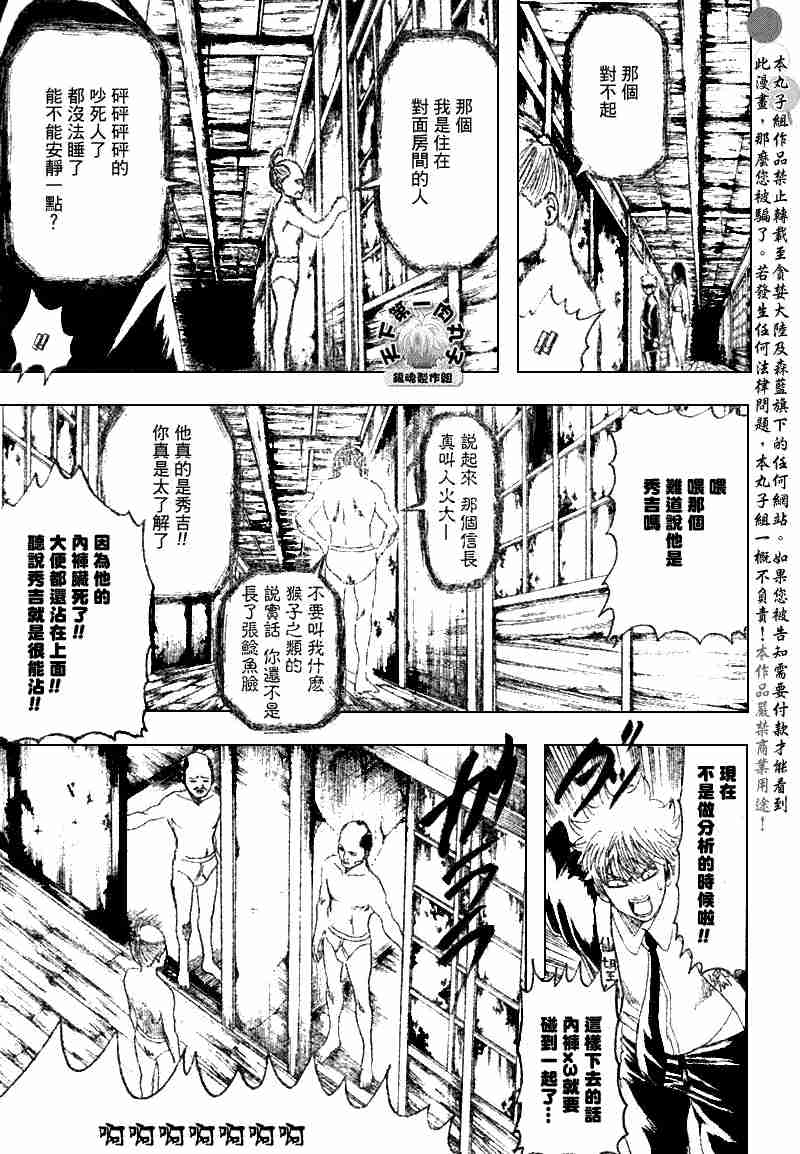 那個
對不起
那個
我是住在
對面房間的人
砰砰砰砰的
吵死人了
都沒法睡了
能不能安靜一點？
!!
!!
天下第一肉丸子
銀魂製作組
喂
喂那個
難道說他是
秀吉嗎
說起來 那個信長
真叫人火大ー
不要叫我什麼
猴子之類的
說實話 你還不是
長了張鯰魚臉
他真的是秀吉!!
你真是太了解了
因為他的
內褲臟死了!!
大便都還沾在上面!!
聽說秀吉就是很能沾!!
現在
不是做分析的時候啦!!
這樣下去的話
內褲×3就要
碰到一起了…
啊啊啊啊啊啊啊
本丸子組作品禁止轉載至貪婪大陸及森藍旗下的任何網站。如果您被告知需要付款才能看到
此漫畫，那麼您被騙了。若發生任何法律問題，本丸子組一概不負責！本作品嚴禁商業用途！